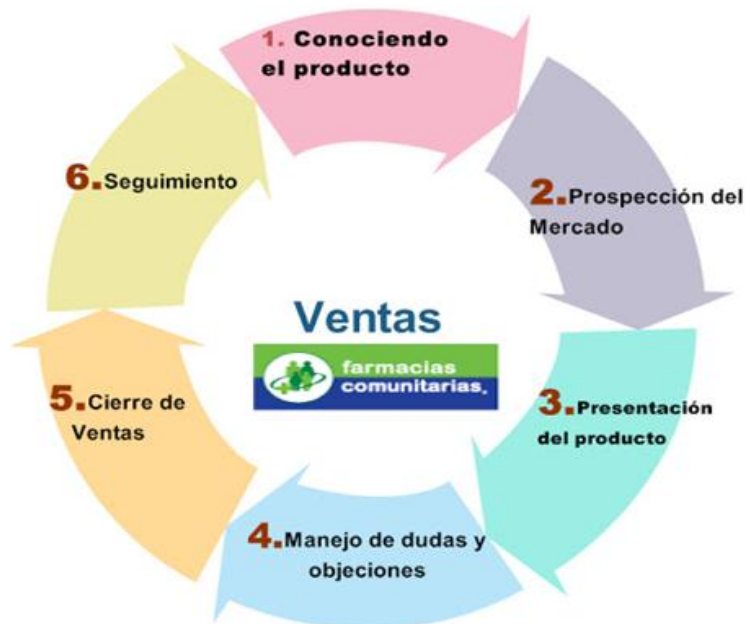 1. Conociendo
el producto
2.Prospección del
Mercado
3.Presentación
del producto
4.Manejo de dudas y
objeciones
5.Cierre de
Ventas
6.Seguimiento
Ventas
farmacias
comunitarias.